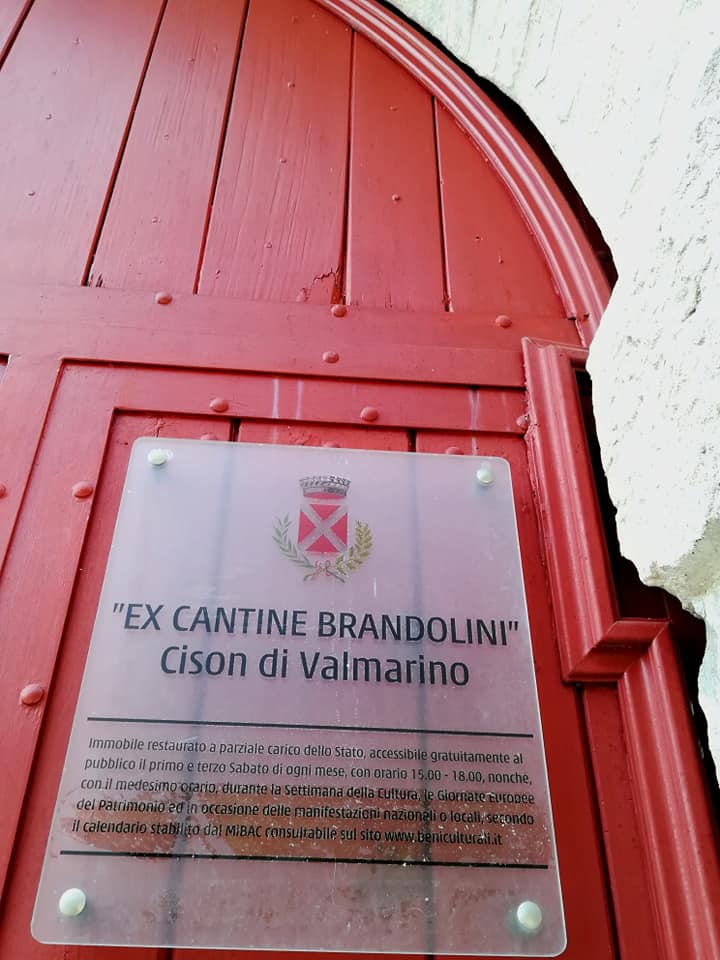 "EX CANTINE BRANDOLINI"
Cison di Valmarino
Immobile restaurato a parziale carico dello Stato, accessibile gratuitamente al
pubblico il primo e terzo Sabato di ogni mese, con orario 15.00 - 18.00, nonche,
con il medesimo orario, durante la Settimana della Cultura, le Giornate Europee
del Patrimonio ed in occasione delle manifestazioni nazionali o locali, secondo
il calendario stabilito dal MiBAC consultabile sul sito www.beniculturali.it